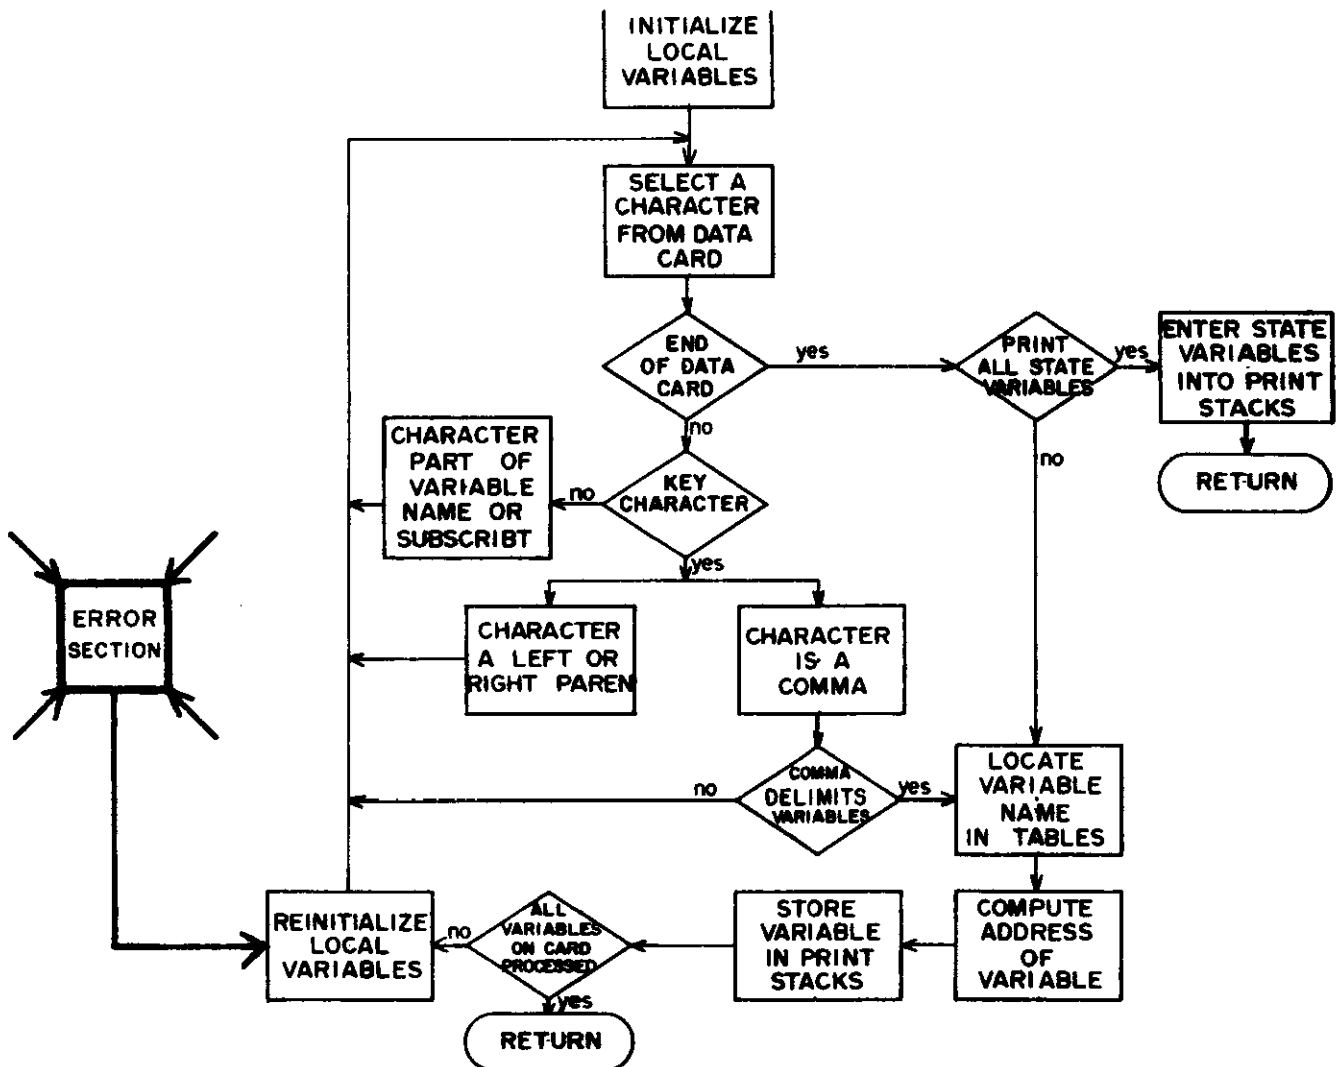 INITIALIZE
LOCAL
VARIABLES
SELECT A
CHARACTER
FROM DATA
CARD
END
OF DATA
CARD
yes
no
PRINT
ALL STATE
VARIABLES
yes
no
ENTER STATE
VARIABLES
INTO PRINT
STACKS
RETURN
CHARACTER
PART OF
VARIABLE
NAME OR
SUBSCRIBT
no
KEY
CHARACTER
yes
ERROR
SECTION
CHARACTER
A LEFT OR
RIGHT PAREN
CHARACTER
IS A
COMMA
no
COMMA
DELIMITS
VARIABLES
yes
LOCATE
VARIABLE
NAME
IN TABLES
REINITIALIZE
LOCAL
VARIABLES
no
ALL
VARIABLES
ON CARD
PROCESSED
yes
STORE
VARIABLE
IN PRINT
STACKS
COMPUTE
ADDRESS
OF
VARIABLE
RETURN